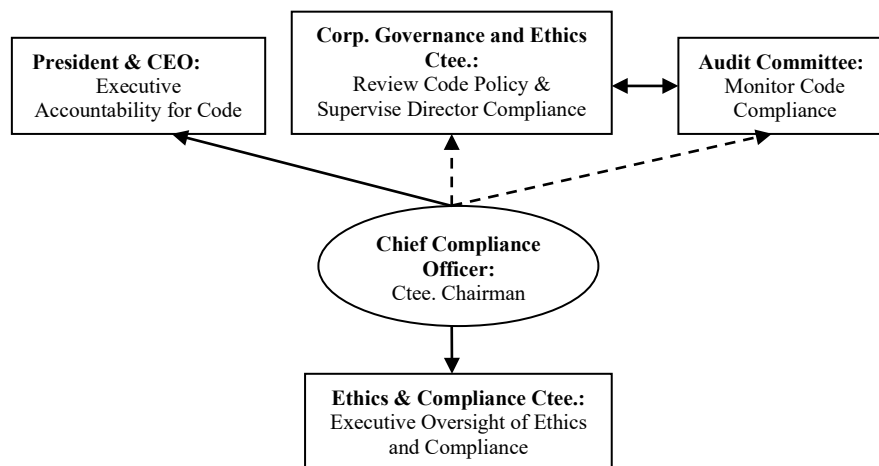 President & CEO:
Executive
Accountability for Code
Corp. Governance and Ethics
Ctee.:
Review Code Policy &
Supervise Director Compliance
Audit Committee:
Monitor Code
Compliance
Chief Compliance
Officer:
Ctee. Chairman
Ethics & Compliance Ctee.:
Executive Oversight of Ethics
and Compliance